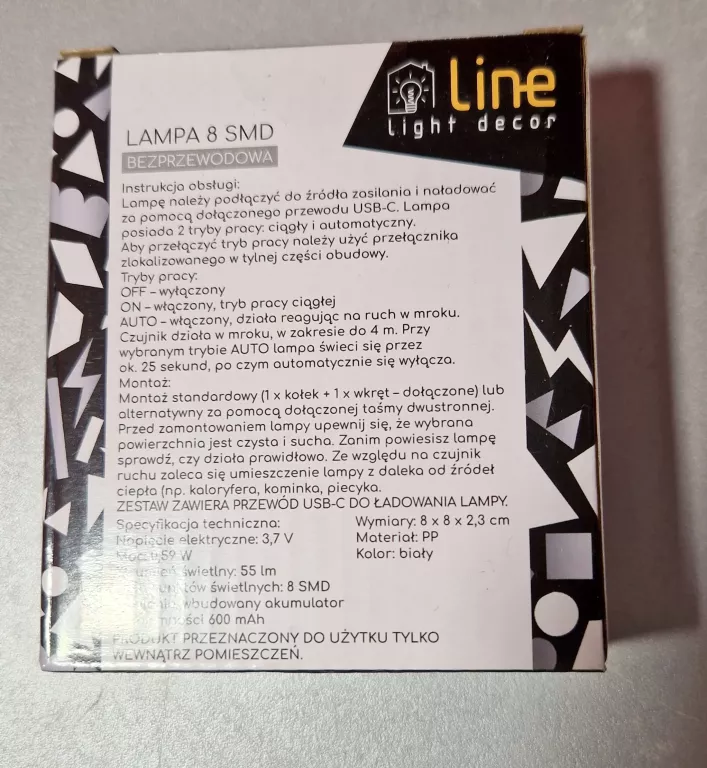 Line
light decor
LAMPA 8 SMD
BEZPRZEWODOWA
Instrukcja obsługi:
Lampę należy podłączyć do źródła zasilania i naładować
za pomocą dołączonego przewodu USB-C. Lampa
posiada 2 tryby pracy: ciągły i automatyczny.
Aby przełączyć tryb pracy należy użyć przełącznika
zlokalizowanego w tylnej części obudowy.
Tryby pracy:
OFF – wyłączony
ON – włączony, tryb pracy ciągłej
AUTO – włączony, działa reagując na ruch w mroku.
Czujnik działa w mroku, w zakresie do 4 m. Przy
wybranym trybie AUTO lampa świeci się przez
ok. 25 sekund, po czym automatycznie się wyłącza.
Montaż:
Montaż standardowy (1 x kołek + 1 x wkręt – dołączone) lub
alternatywny za pomocą dołączonej taśmy dwustronnej.
Przed zamontowaniem lampy upewnij się, że wybrana
powierzchnia jest czysta i sucha. Zanim powiesisz lampę
sprawdź, czy działa prawidłowo. Ze względu na czujnik
ruchu zaleca się umieszczenie lampy z daleka od źródeł
ciepła (np. kaloryfera, kominka, piecyka.
ZESTAW ZAWIERA PRZEWÓD USB-C DO ŁADOWANIA LAMPY.
Specyfikacja techniczna:
Napięcie elektryczne: 3,7 V
Moc: 0,59 W
świetlny: 55 lm
świetlnych: 8 SMD
wbudowany akumulator
600 mAh
Wymiary: 8 x 8 x 2,3 cm
Materiał: PP
Kolor: biały
PRODUKT PRZEZNACZONY DO UŻYTKU TYLKO
WEWNĄTRZ POMIESZCZEŃ.